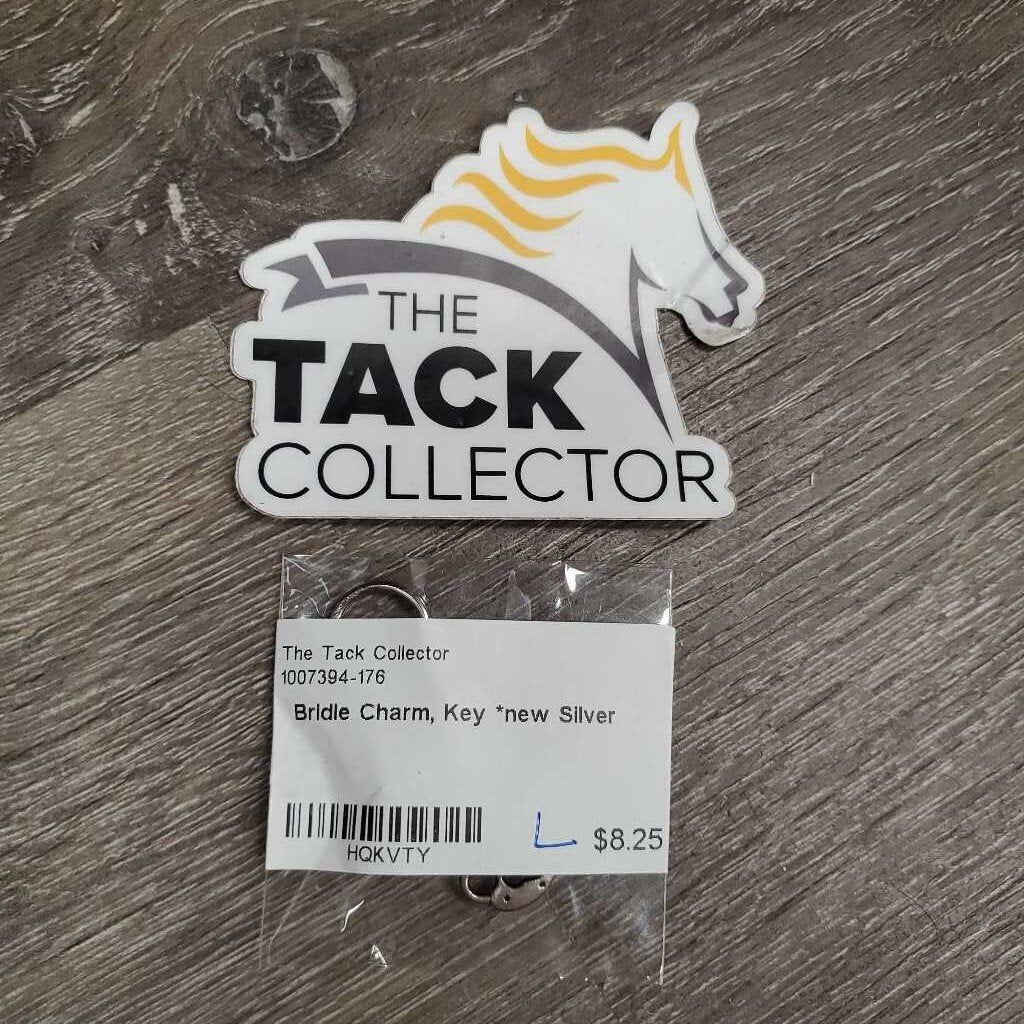 THE
TACK
COLLECTOR
The Tack Collector
1007394-176
Bridle Charm, Key *new Silver
L $8.25
HQKVTY